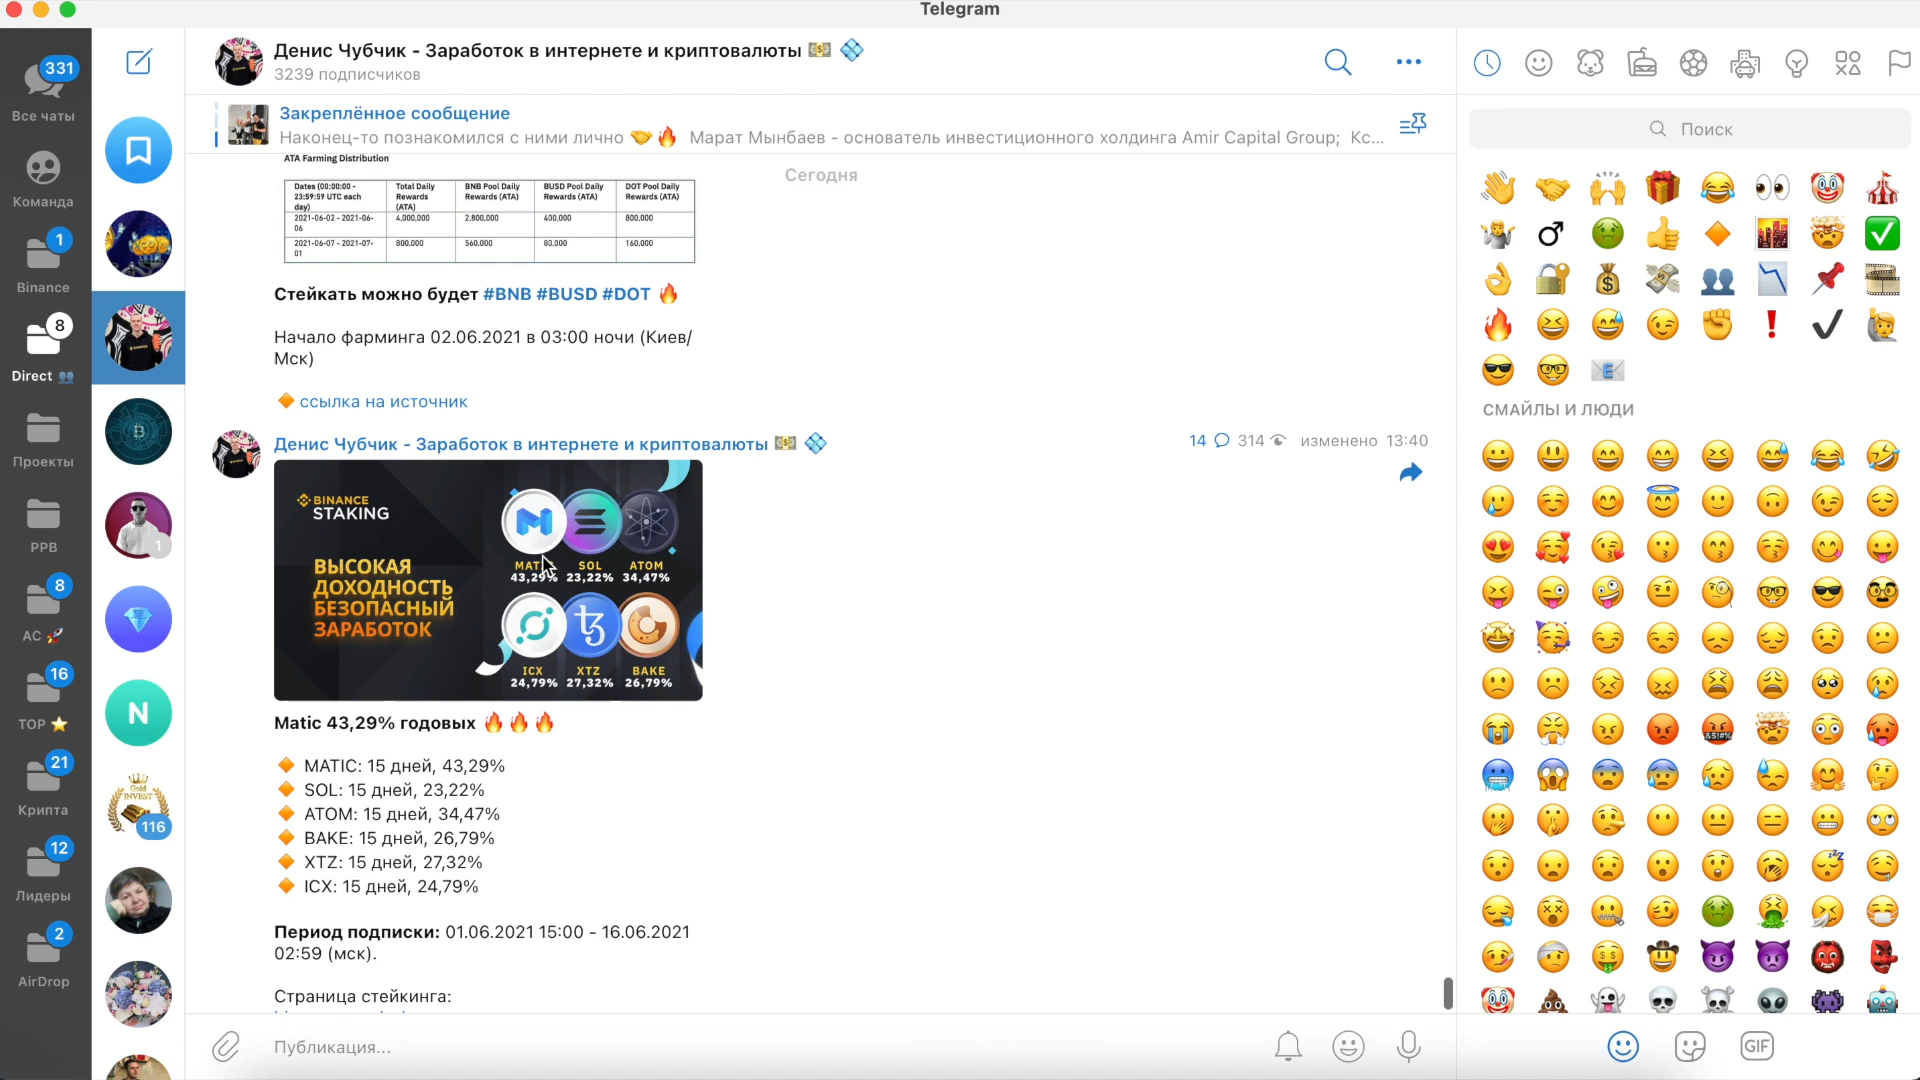 Telegram
331
Все чаты
Команда
1
Binance
8
Direct
Проекты
PPB
8
АС
16
TOP
21
Крипта
12
Лидеры
2
AirDrop
1
N
Gold
INVEST
116
Денис Чубчик - Заработок в интернете и криптовалюты
3239 подписчиков
Закреплённое сообщение
Наконец-то познакомился с ними лично 🤝🔥 Марат Мынбаев - основатель инвестиционного холдинга Amir Capital Group; Кс...
ATA Farming Distribution
Сегодня
Dates (00:00:00 - 23:59:59 UTC each day) Total Daily Rewards (ATA) BNB Pool Daily Rewards (ATA) BUSD Pool Daily Rewards (ATA) DOT Pool Daily Rewards (ATA)
2021-06-02 - 2021-06-06 4,000,000 2,800,000 400,000 800,000
2021-06-07 - 2021-07-01 800,000 560,000 80,000 160,000
Стейкать можно будет #BNB #BUSD #DOT 🔥
Начало фарминга 02.06.2021 в 03:00 ночи (Киев/
Мск)
🔶 ссылка на источник
Денис Чубчик - Заработок в интернете и криптовалюты
14 314 изменено 13:40
BINANCE
STAKING
ВЫСОКАЯ
ДОХОДНОСТЬ
БЕЗОПАСНЫЙ
ЗАРАБОТОК
SOL ATOM
43,29% 23,22% 34,47%
ICX XTZ BAKE
24,79% 27,32% 26,79%
Matic 43,29% годовых 🔥🔥🔥
🔶 MATIC: 15 дней, 43,29%
🔶 SOL: 15 дней, 23,22%
🔶 ATOM: 15 дней, 34,47%
🔶 BAKE: 15 дней, 26,79%
🔶 XTZ: 15 дней, 27,32%
🔶 ICX: 15 дней, 24,79%
Период подписки: 01.06.2021 15:00 - 16.06.2021
02:59 (мск).
Страница стейкинга:
Публикация...
Поиск
СМАЙЛЫ И ЛЮДИ
GIF